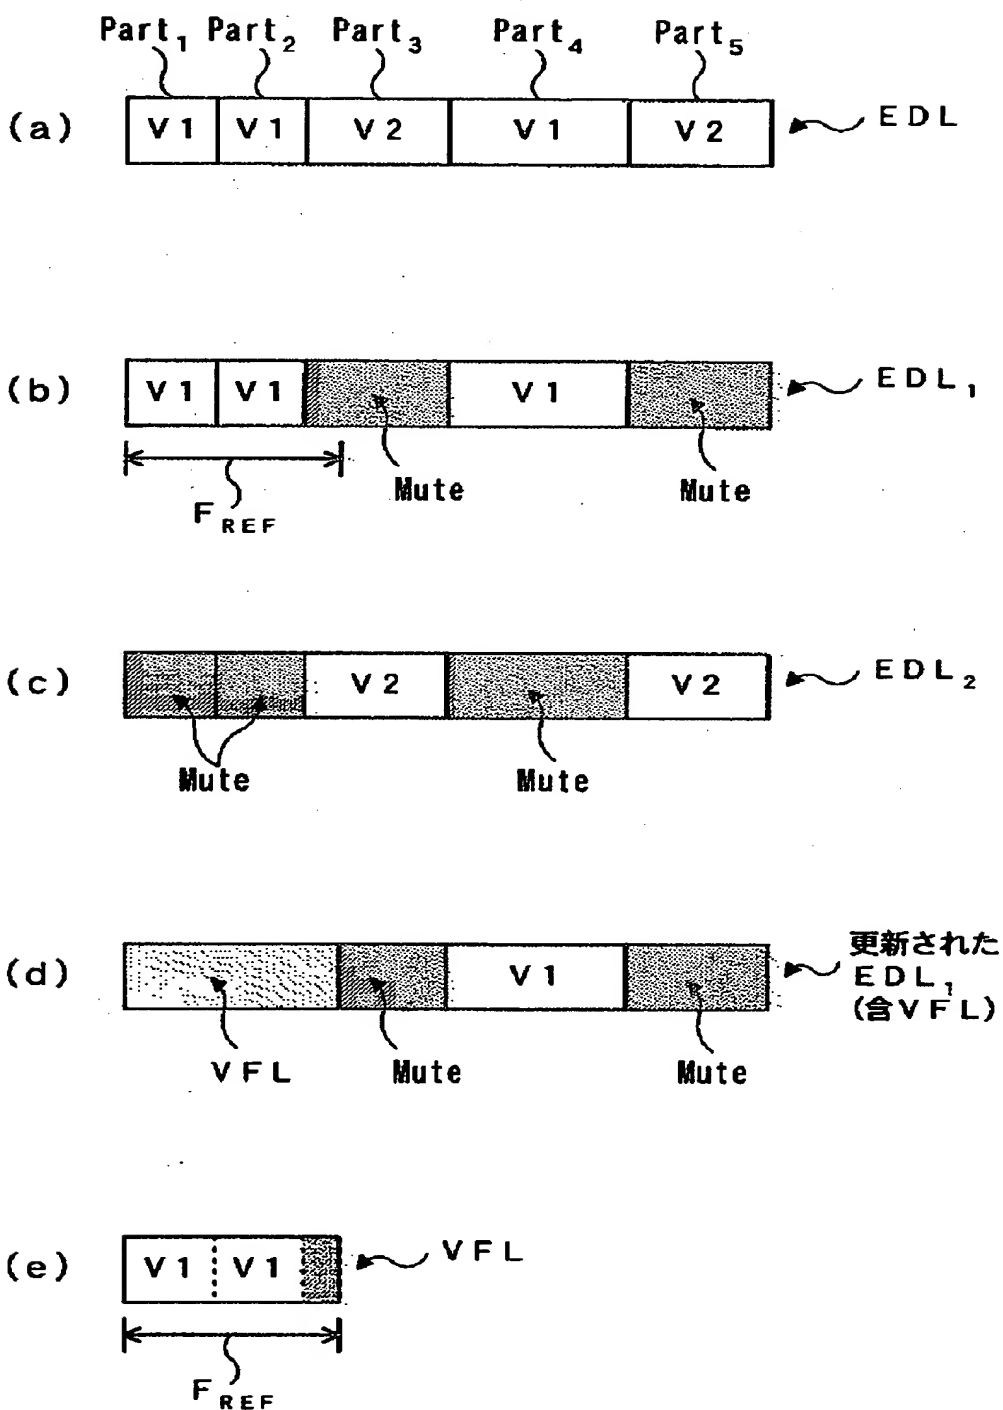 Part₁ Part₂ Part₃ Part₄ Part₅
(a) V1 V1 V2 V1 V2 EDL
(b) V1 V1 V1 EDL₁
Mute Mute
F_REF
(c) V2 V2 EDL₂
Mute Mute
(d) V1 更新された
EDL₁
(含VFL)
VFL Mute Mute
(e) V1 V1 VFL
F_REF